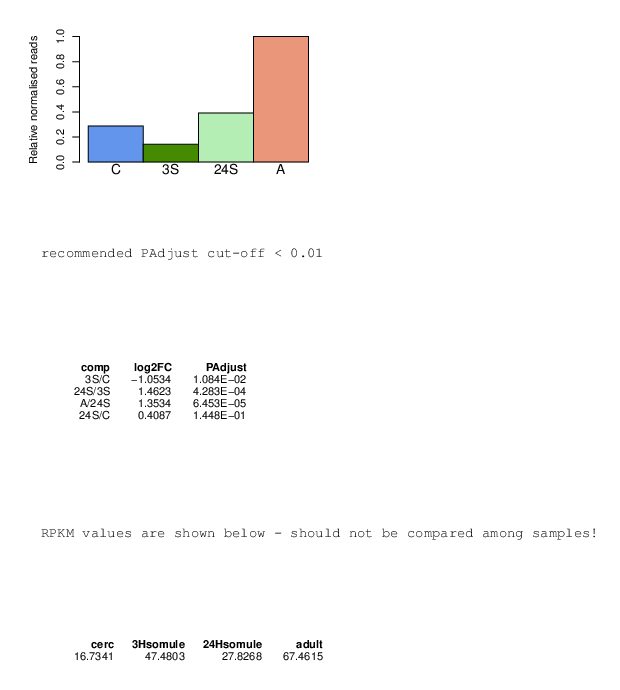 Relative normalised reads
1.0
0.8
0.6
0.4
0.2
0.0
C 3S 24S A
recommended PAdjust cut-off < 0.01
comp log2FC PAdjust
3S/C −1.0534 1.084E−02
24S/3S 1.4623 4.283E−04
A/24S 1.3534 6.453E−05
24S/C 0.4087 1.448E−01
RPKM values are shown below - should not be compared among samples!
cerc 3Hsomule 24Hsomule adult
16.7341 47.4803 27.8268 67.4615